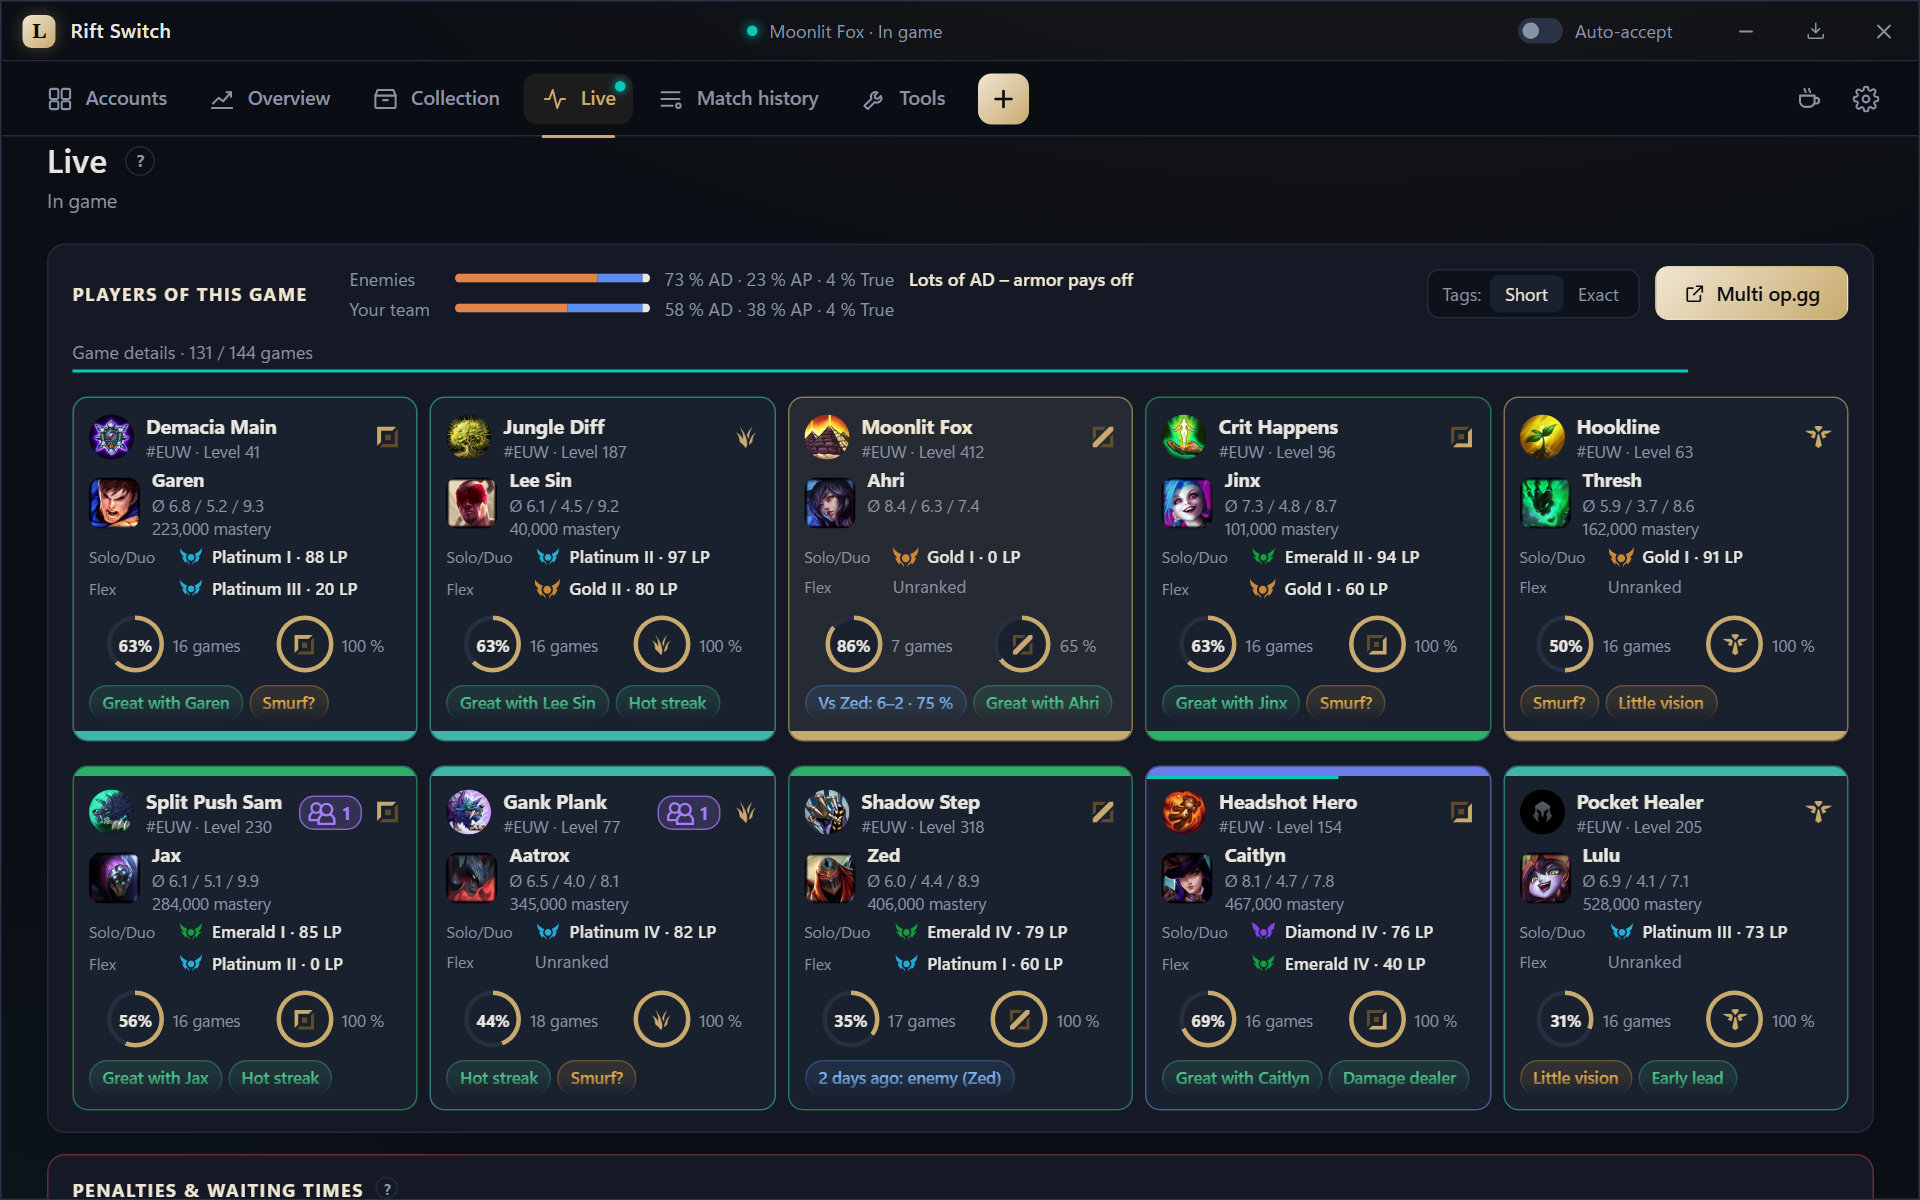 L Rift Switch
Moonlit Fox · In game
Auto-accept
Accounts
Overview
Collection
Live
Match history
Tools
+
Live ?
In game
PLAYERS OF THIS GAME
Enemies 73 % AD · 23 % AP · 4 % True Lots of AD – armor pays off
Your team 58 % AD · 38 % AP · 4 % True
Tags: Short Exact
Multi op.gg
Game details · 131 / 144 games
Demacia Main
#EUW · Level 41
Garen
Ø 6.8 / 5.2 / 9.3
223,000 mastery
Solo/Duo Platinum I · 88 LP
Flex Platinum III · 20 LP
63% 16 games 100 %
Great with Garen Smurf?
Jungle Diff
#EUW · Level 187
Lee Sin
Ø 6.1 / 4.5 / 9.2
40,000 mastery
Solo/Duo Platinum II · 97 LP
Flex Gold II · 80 LP
63% 16 games 100 %
Great with Lee Sin Hot streak
Moonlit Fox
#EUW · Level 412
Ahri
Ø 8.4 / 6.3 / 7.4
Solo/Duo Gold I · 0 LP
Flex Unranked
86% 7 games 65 %
Vs Zed: 6–2 · 75 % Great with Ahri
Crit Happens
#EUW · Level 96
Jinx
Ø 7.3 / 4.8 / 8.7
101,000 mastery
Solo/Duo Emerald II · 94 LP
Flex Gold I · 60 LP
63% 16 games 100 %
Great with Jinx Smurf?
Hookline
#EUW · Level 63
Thresh
Ø 5.9 / 3.7 / 8.6
162,000 mastery
Solo/Duo Gold I · 91 LP
Flex Unranked
50% 16 games 100 %
Smurf? Little vision
Split Push Sam 1
#EUW · Level 230
Jax
Ø 6.1 / 5.1 / 9.9
284,000 mastery
Solo/Duo Emerald I · 85 LP
Flex Platinum II · 0 LP
56% 16 games 100 %
Great with Jax Hot streak
Gank Plank 1
#EUW · Level 77
Aatrox
Ø 6.5 / 4.0 / 8.1
345,000 mastery
Solo/Duo Platinum IV · 82 LP
Flex Unranked
44% 18 games 100 %
Hot streak Smurf?
Shadow Step
#EUW · Level 318
Zed
Ø 6.0 / 4.4 / 8.9
406,000 mastery
Solo/Duo Emerald IV · 79 LP
Flex Platinum I · 60 LP
35% 17 games 100 %
2 days ago: enemy (Zed)
Headshot Hero
#EUW · Level 154
Caitlyn
Ø 8.1 / 4.7 / 7.8
467,000 mastery
Solo/Duo Diamond IV · 76 LP
Flex Emerald IV · 40 LP
69% 16 games 100 %
Great with Caitlyn Damage dealer
Pocket Healer
#EUW · Level 205
Lulu
Ø 6.9 / 4.1 / 7.1
528,000 mastery
Solo/Duo Platinum III · 73 LP
Flex Unranked
31% 16 games 100 %
Little vision Early lead
PENALTIES & WAITING TIMES ?